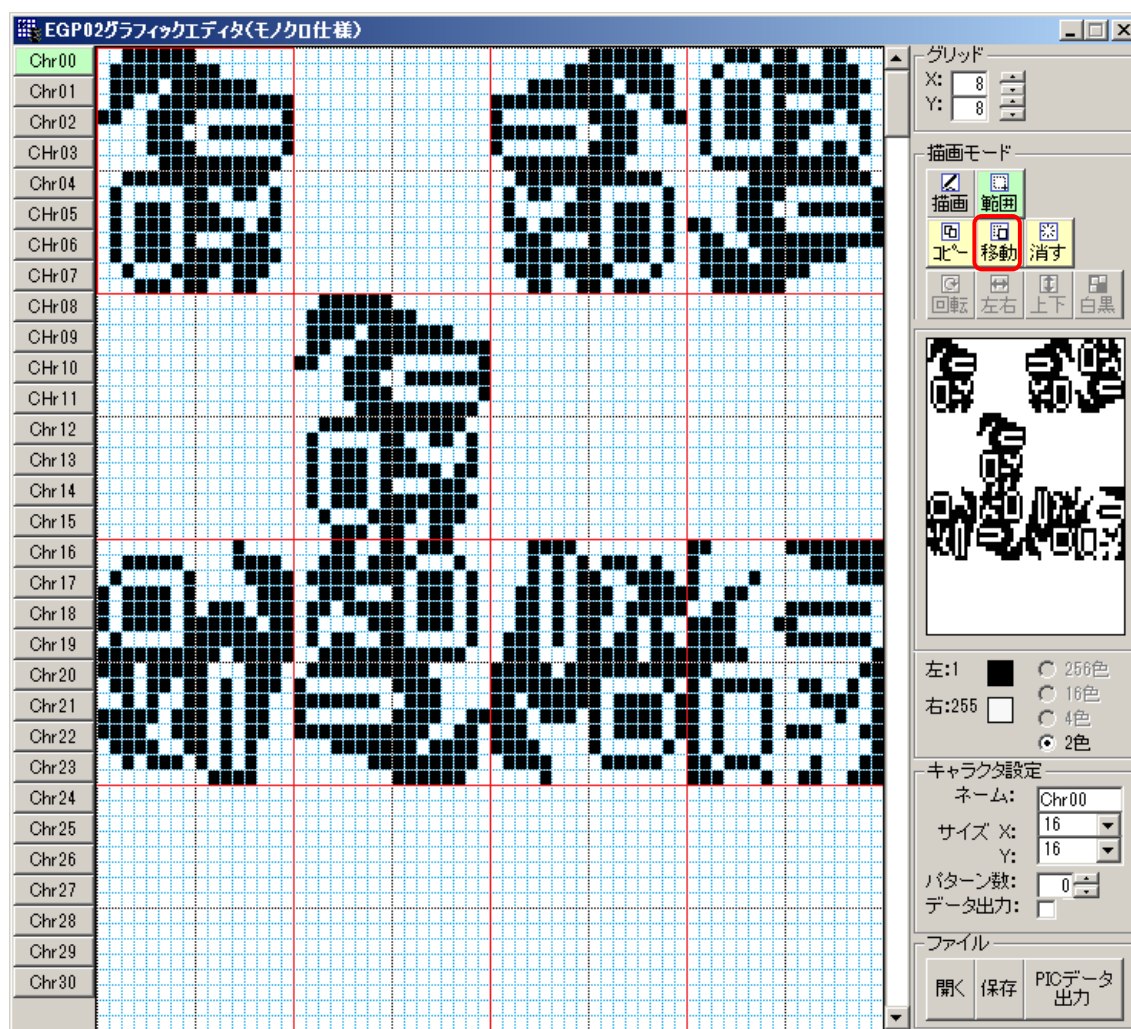 EGP02グラフィックエディタ(モノクロ仕様)
Chr00
Chr01
Chr02
CHr03
Chr04
CHr05
CHr06
CHr07
CHr08
CHr09
CHr10
CHr11
Chr12
Chr13
Chr14
Chr15
Chr16
Chr17
Chr18
Chr19
Chr20
Chr21
Chr22
Chr23
Chr24
Chr25
Chr26
Chr27
Chr28
Chr29
Chr30
グリッド
X: 8
Y: 8
描画モード
描画 範囲
コピー 移動 消す
回転 左右 上下 白黒
左:1
右:255
256色
16色
4色
2色
キャラクタ設定
ネーム: Chr00
サイズ X: 16
Y: 16
パターン数: 0
データ出力:
ファイル
開く 保存 PICデータ
出力